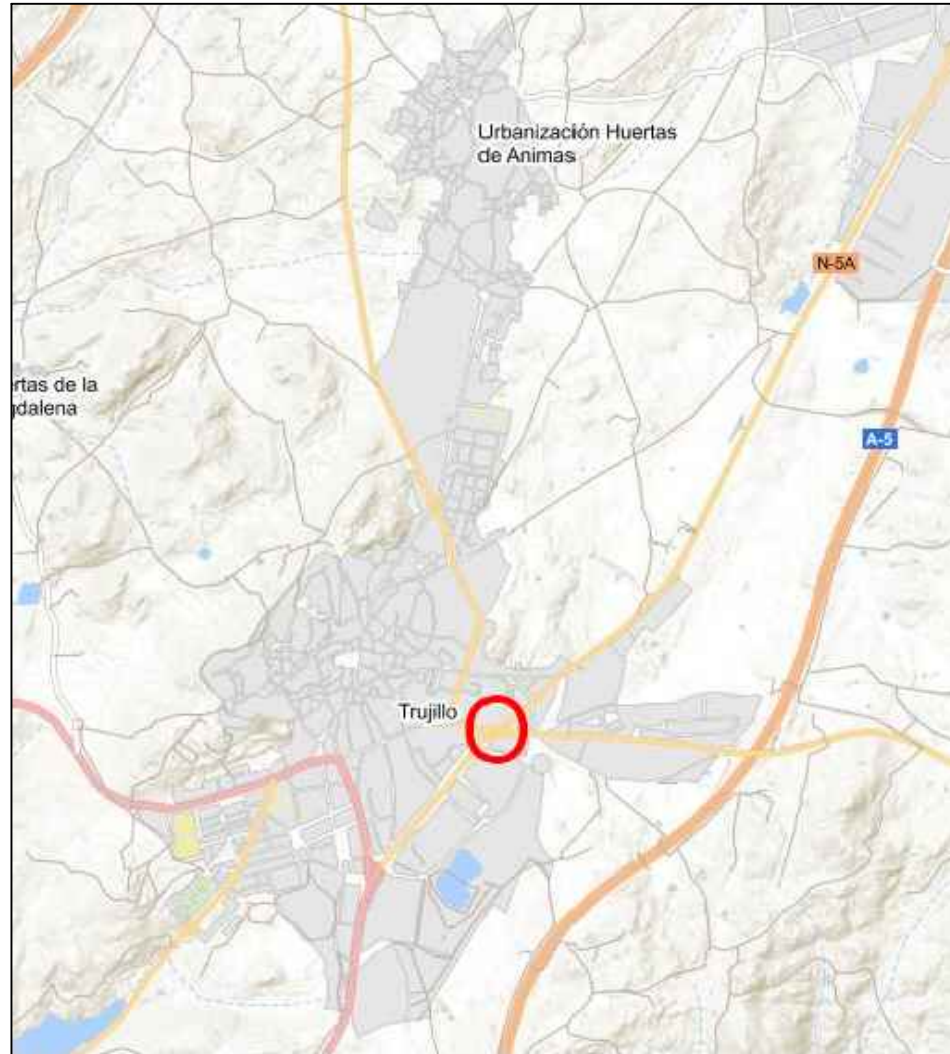 Urbanización Huertas
de Animas
N-5A
rtas de la
gdalena
A-5
Trujillo